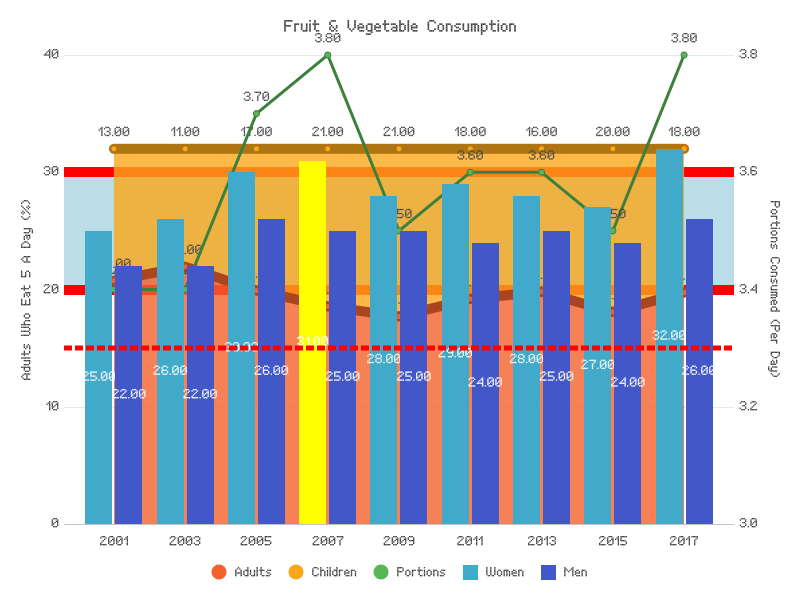 Fruit & Vegetable Consumption
3.80 3.80
40 3.8
3.70
13.00 11.00 17.00 21.00 21.00 18.00 16.00 20.00 18.00
3.60 3.60
30 3.6
Adults Who Eat 5 A Day (%)
Portions Consumed (Per Day)
20 3.4
31.00 32.00
28.00 29.00 28.00 27.00
25.00 26.00 26.00 25.00 25.00 24.00 25.00 24.00 26.00
22.00 22.00
10 3.2
0 3.0
2001 2003 2005 2007 2009 2011 2013 2015 2017
Adults Children Portions Women Men